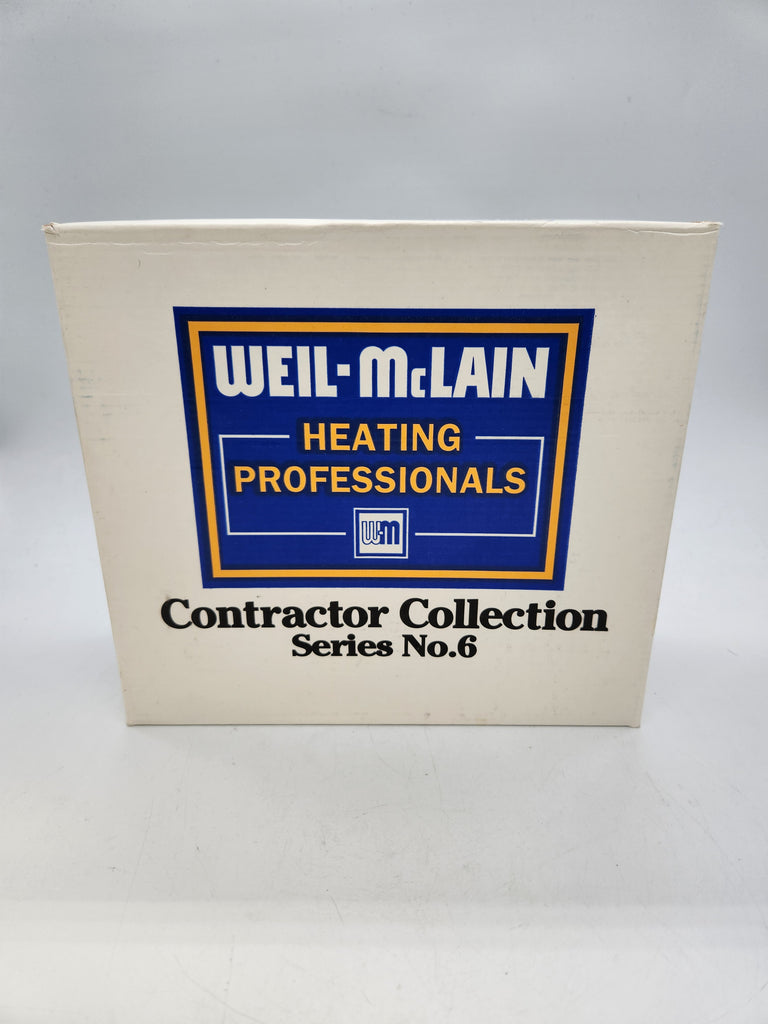 WEIL-McLAIN
HEATING
PROFESSIONALS
WM
Contractor Collection
Series No.6